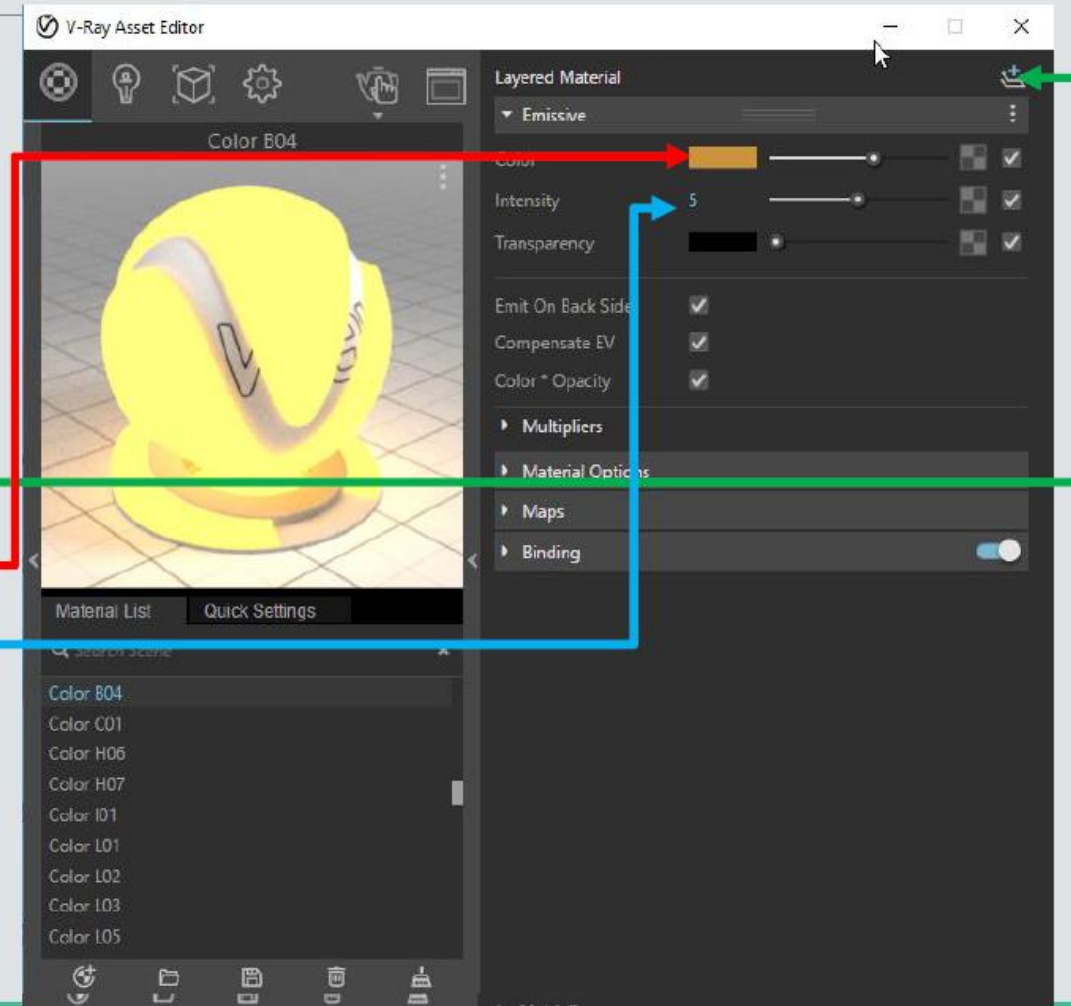 V-Ray Asset Editor
Color B04
Layered Material
Emissive
Color
Intensity 5
Transparency
Emit On Back Side
Compensate EV
Color * Opacity
Multipliers
Material Options
Maps
Binding
Material List Quick Settings
Search Scene
Color B04
Color C01
Color H06
Color H07
Color I01
Color L01
Color L02
Color L03
Color L05